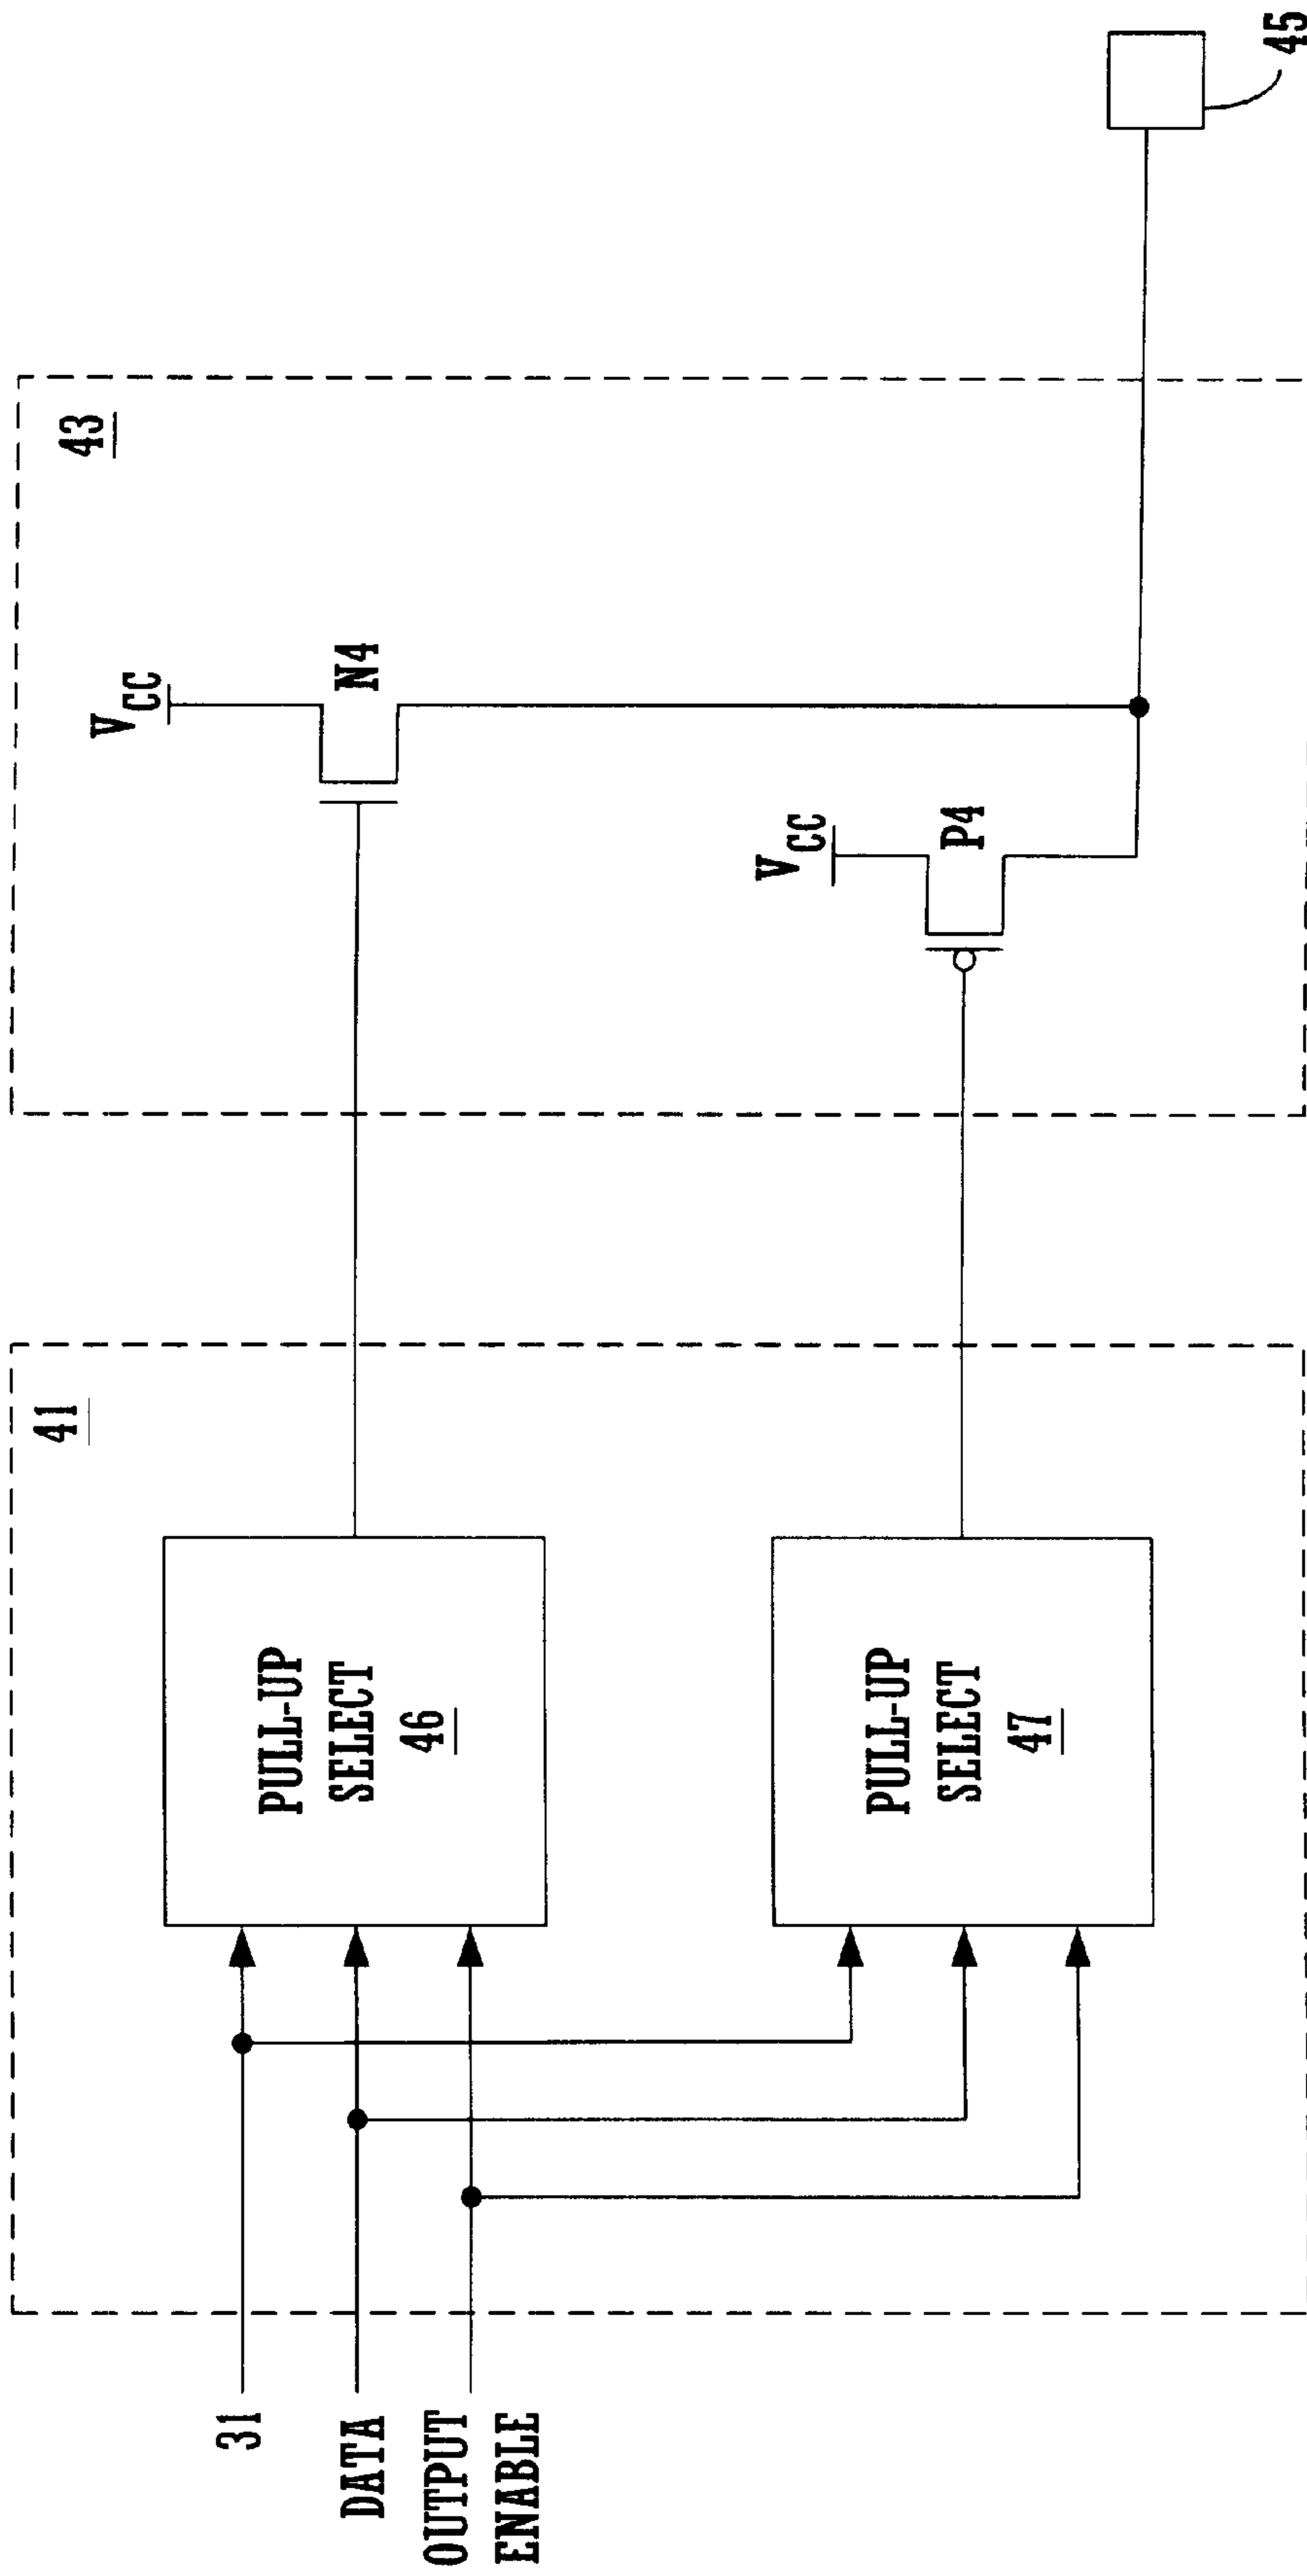 31
DATA
OUTPUT
ENABLE
41
PULL-UP
SELECT
46
PULL-UP
SELECT
47
43
VCC
N4
VCC
P4
45